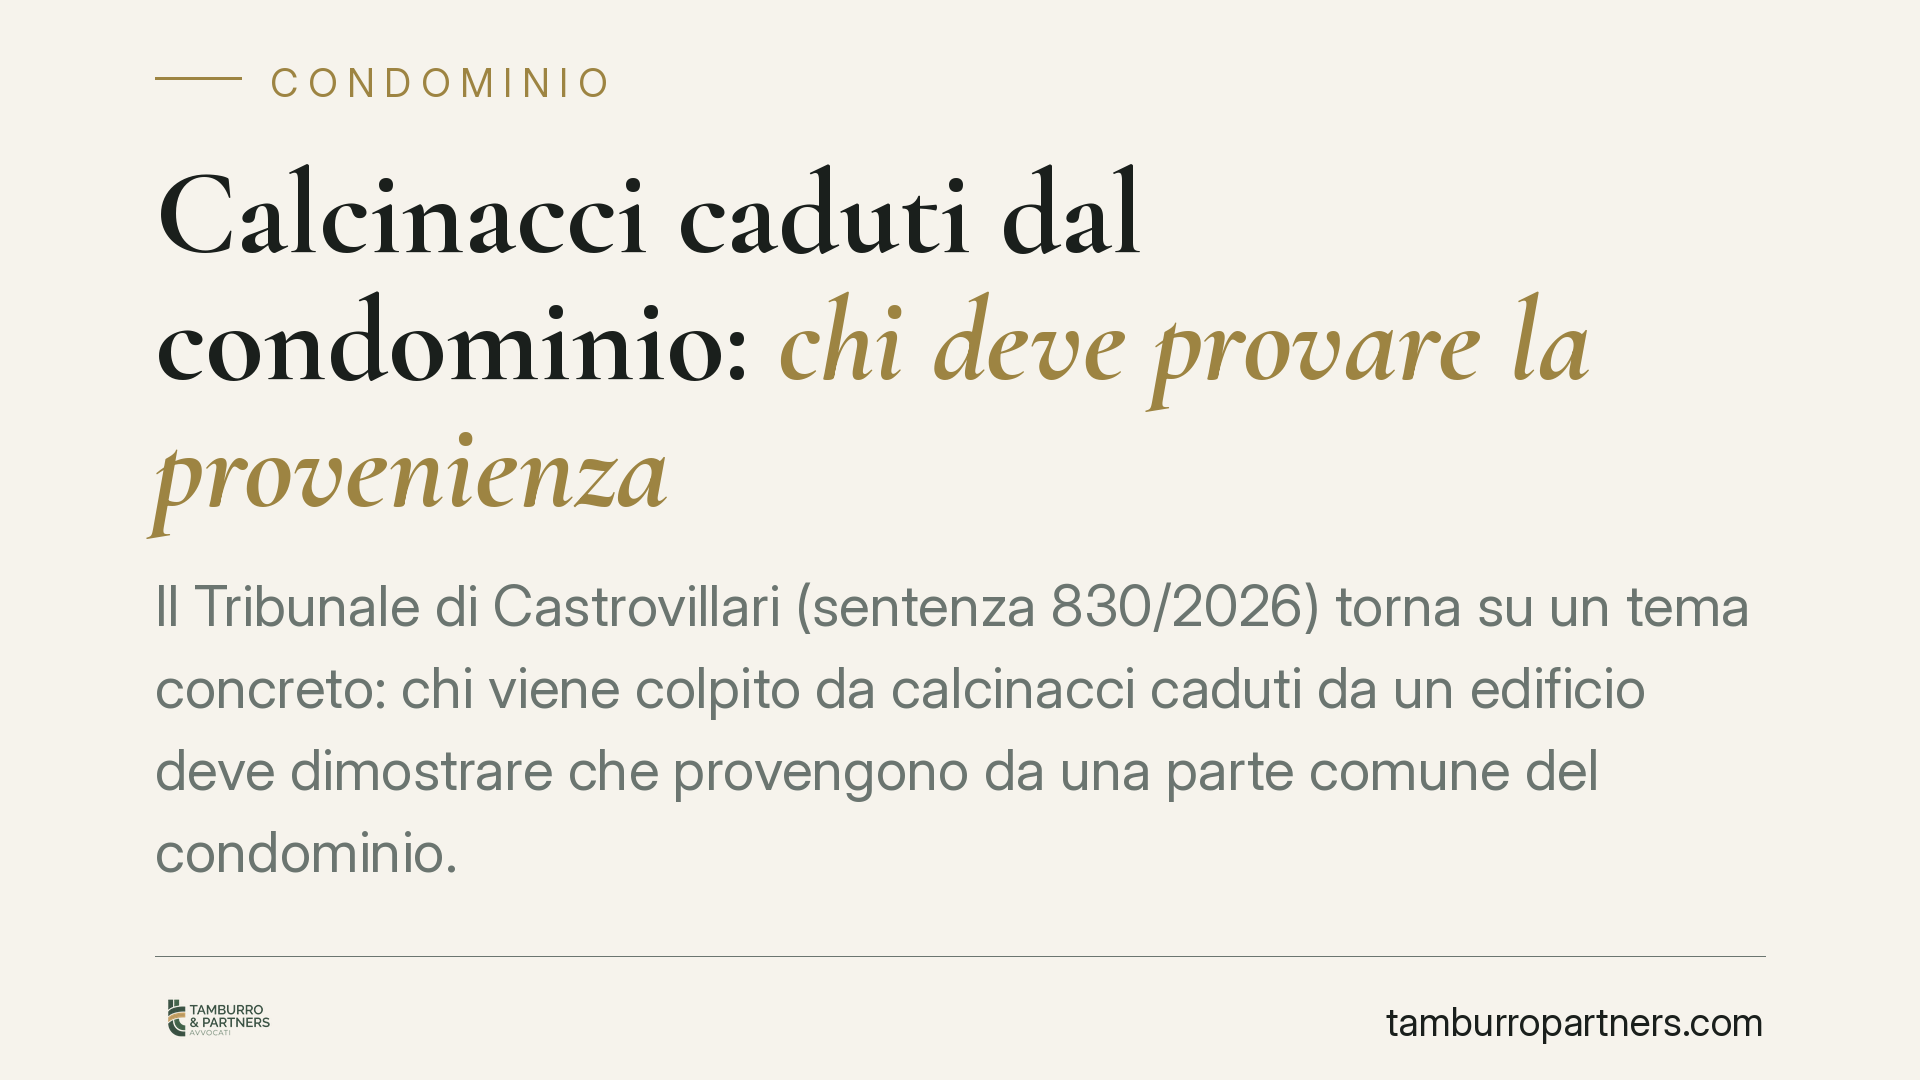 CONDOMINIO
Calcinacci caduti dal
condominio: chi deve provare la
provenienza
Il Tribunale di Castrovillari (sentenza 830/2026) torna su un tema
concreto: chi viene colpito da calcinacci caduti da un edificio
deve dimostrare che provengono da una parte comune del
condominio.
TAMBURRO
& PARTNERS
AVVOCATI
tamburropartners.com